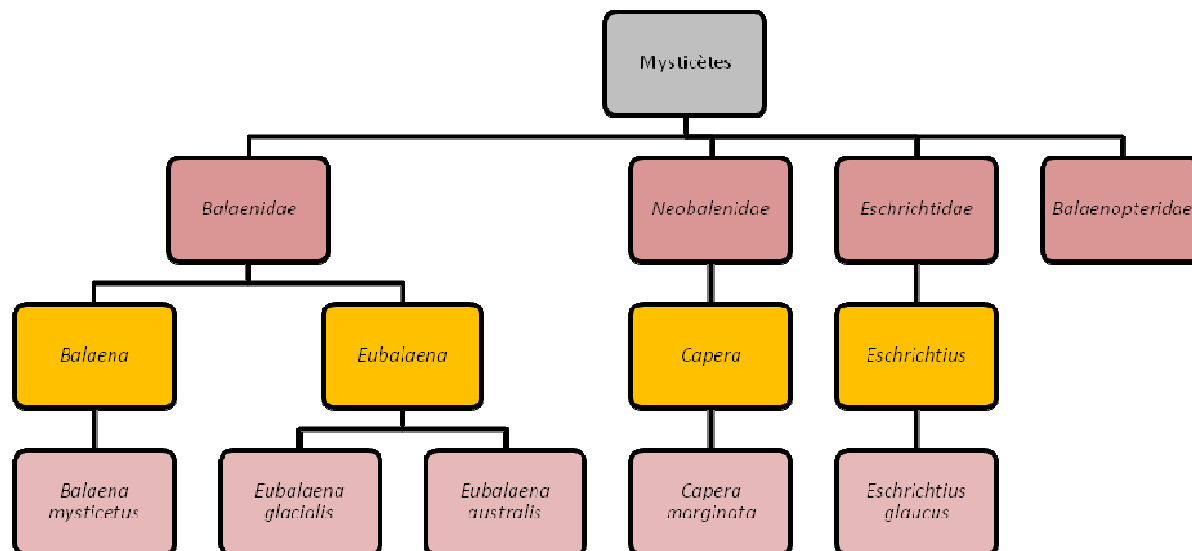 Mysticètes
Balaenidae
Neobalenidae
Eschrichtidae
Balaenopteridae
Balaena
Eubalaena
Capera
Eschrichtius
Balaena
mysticetus
Eubalaena
glacialis
Eubalaena
australis
Capera
marginata
Eschrichtius
glaucus